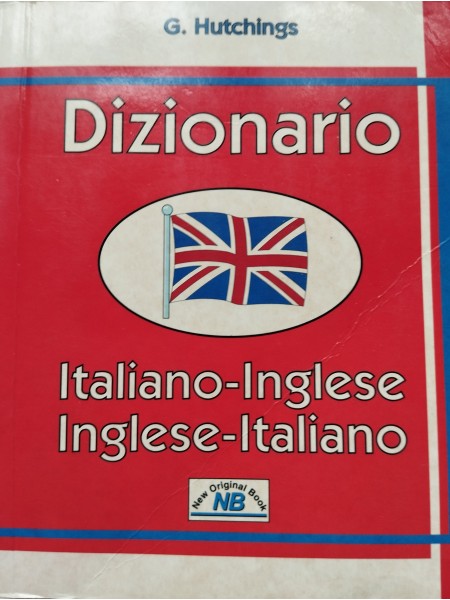 G. Hutchings
Dizionario
Italiano-Inglese
Inglese-Italiano
New Original Book
NB